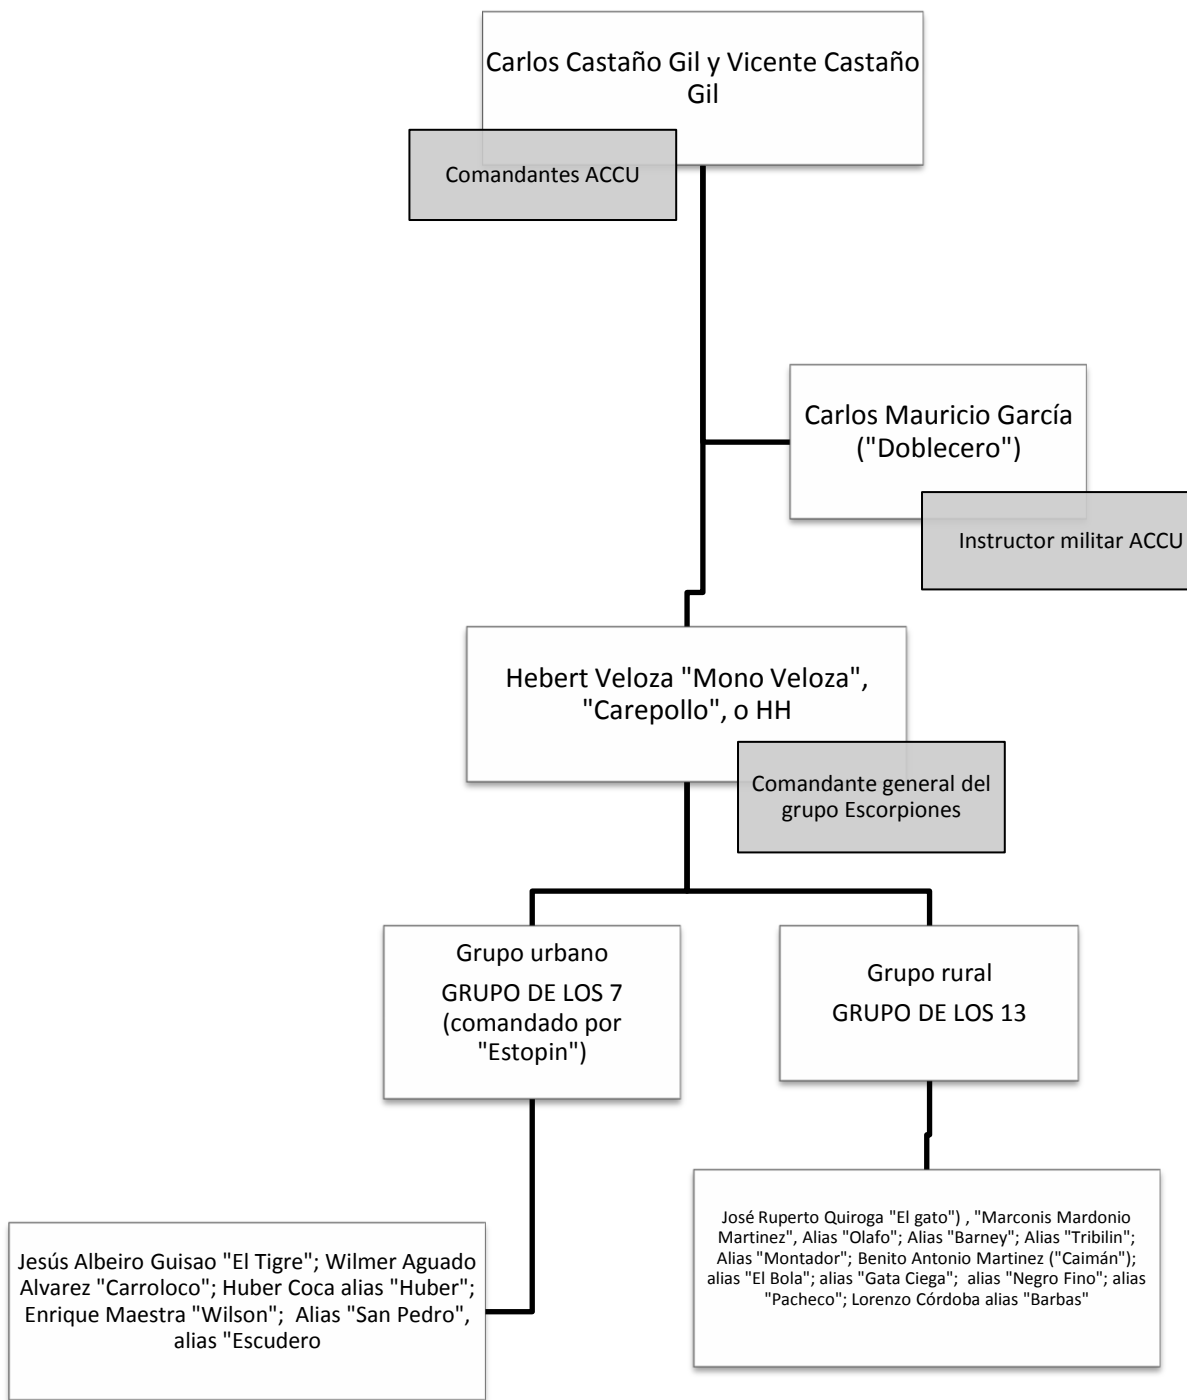 Carlos Castaño Gil y Vicente Castaño
Gil
Comandantes ACCU
Carlos Mauricio García
("Doblecero")
Instructor militar ACCU
Hebert Veloza "Mono Veloza",
"Carepollo", o HH
Comandante general del
grupo Escorpiones
Grupo urbano
GRUPO DE LOS 7
(comandado por
"Estopin")
Grupo rural
GRUPO DE LOS 13
Jesús Albeiro Guisao "El Tigre"; Wilmer Aguado
Alvarez "Carroloco"; Huber Coca alias "Huber";
Enrique Maestra "Wilson";  Alias "San Pedro",
alias "Escudero
José Ruperto Quiroga "El gato") , "Marconis Mardonio
Martinez", Alias "Olafo"; Alias "Barney"; Alias "Tribilin";
Alias "Montador"; Benito Antonio Martinez ("Caimán");
alias "El Bola"; alias "Gata Ciega";  alias "Negro Fino"; alias
"Pacheco"; Lorenzo Córdoba alias "Barbas"